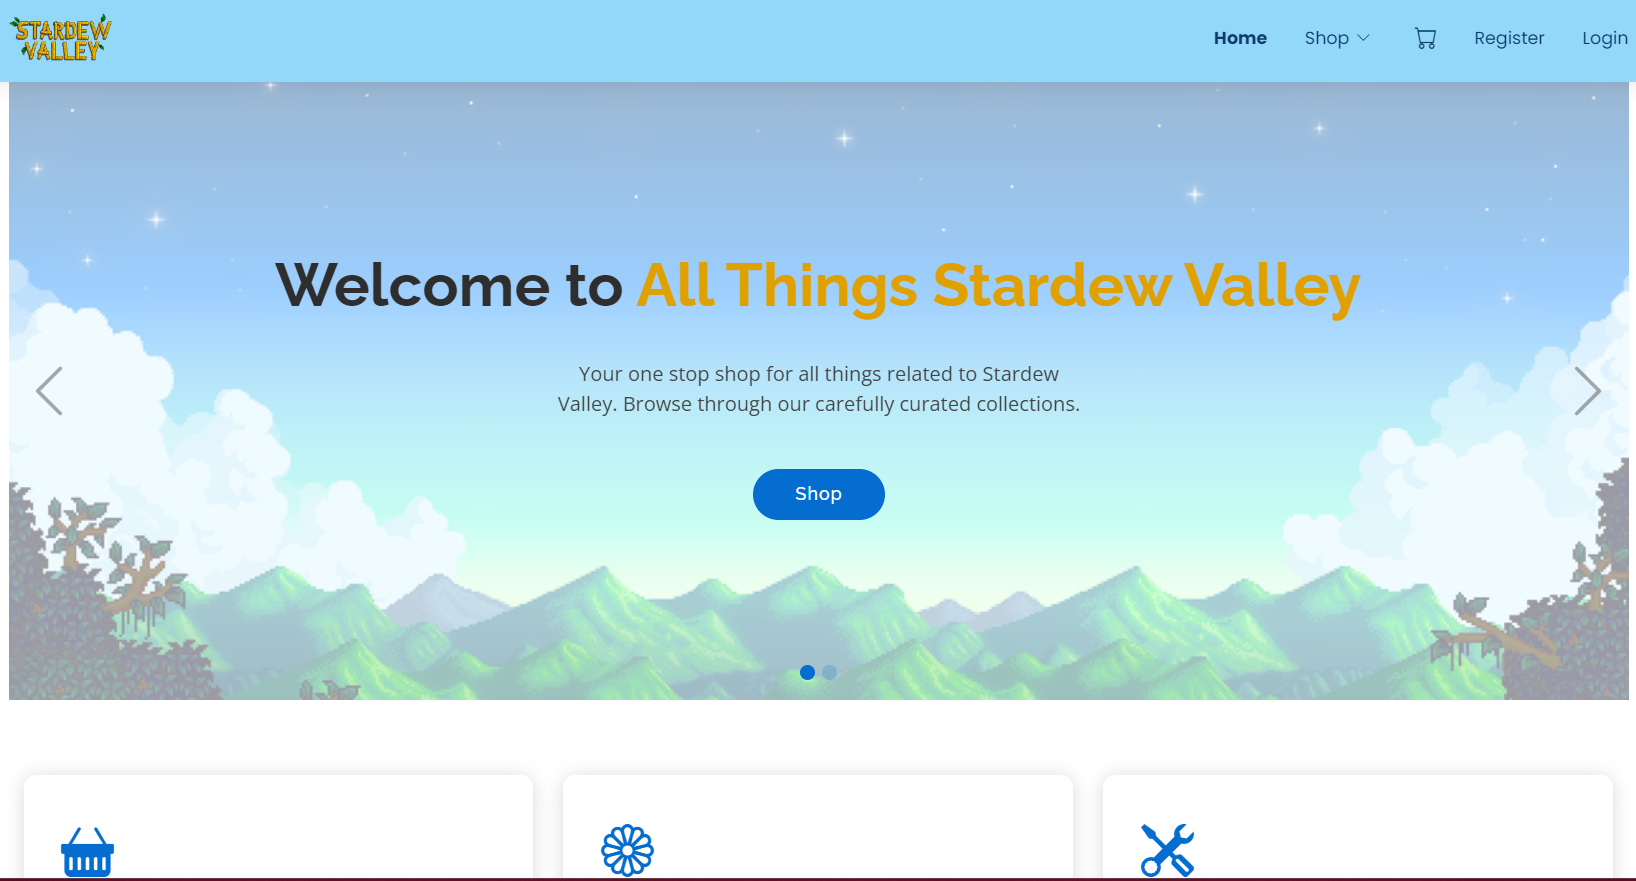 STARDEW
VALLEY
Home Shop Register Login
Welcome to All Things Stardew Valley
Your one stop shop for all things related to Stardew
Valley. Browse through our carefully curated collections.
Shop